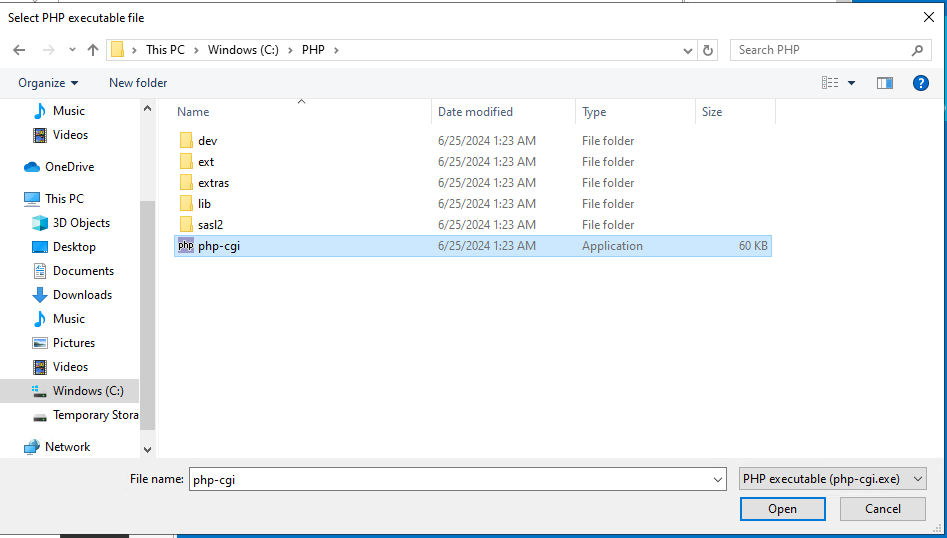 Select PHP executable file
This PC > Windows (C:) > PHP >
Search PHP
Organize New folder
Name Date modified Type Size
Music
Videos
OneDrive
This PC
3D Objects
Desktop
Documents
Downloads
Music
Pictures
Videos
Windows (C:)
Temporary Stora
Network
dev 6/25/2024 1:23 AM File folder
ext 6/25/2024 1:23 AM File folder
extras 6/25/2024 1:23 AM File folder
lib 6/25/2024 1:23 AM File folder
sasl2 6/25/2024 1:23 AM File folder
php php-cgi 6/25/2024 1:23 AM Application 60 KB
File name: php-cgi PHP executable (php-cgi.exe)
Open Cancel